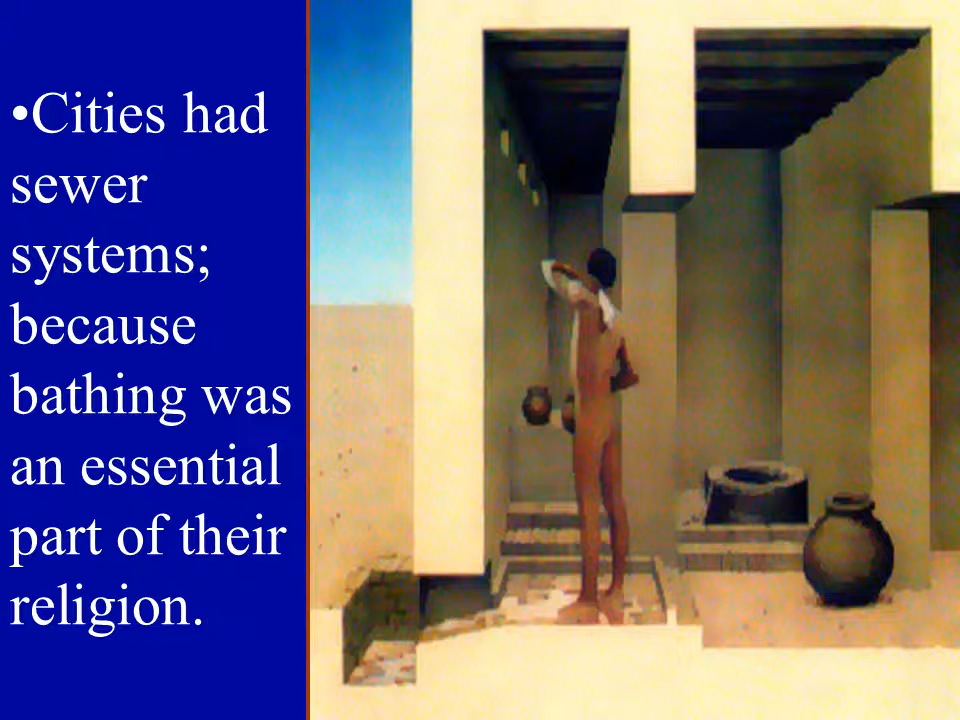 •Cities had
sewer
systems;
because
bathing was
an essential
part of their
religion.